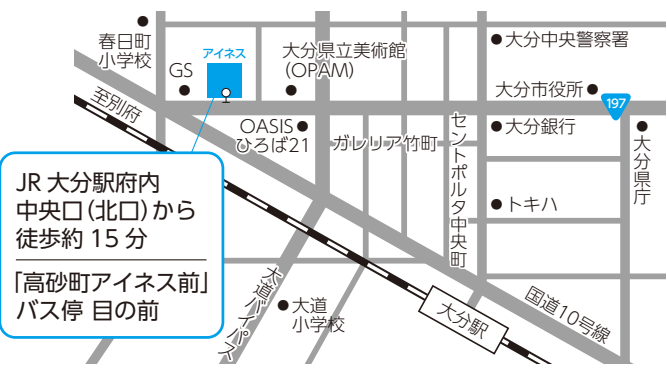 春日町
小学校
アイネス
GS
大分県立美術館
(OPAM)
大分中央警察署
大分市役所
197
至別府
OASIS
ひろば21
ガレリア竹町
セントポルタ中央町
大分銀行
大分県庁
トキハ
JR 大分駅府内
中央口(北口)から
徒歩約 15 分
「高砂町アイネス前」
バス停 目の前
大道バイパス
大道
小学校
大分駅
国道10号線